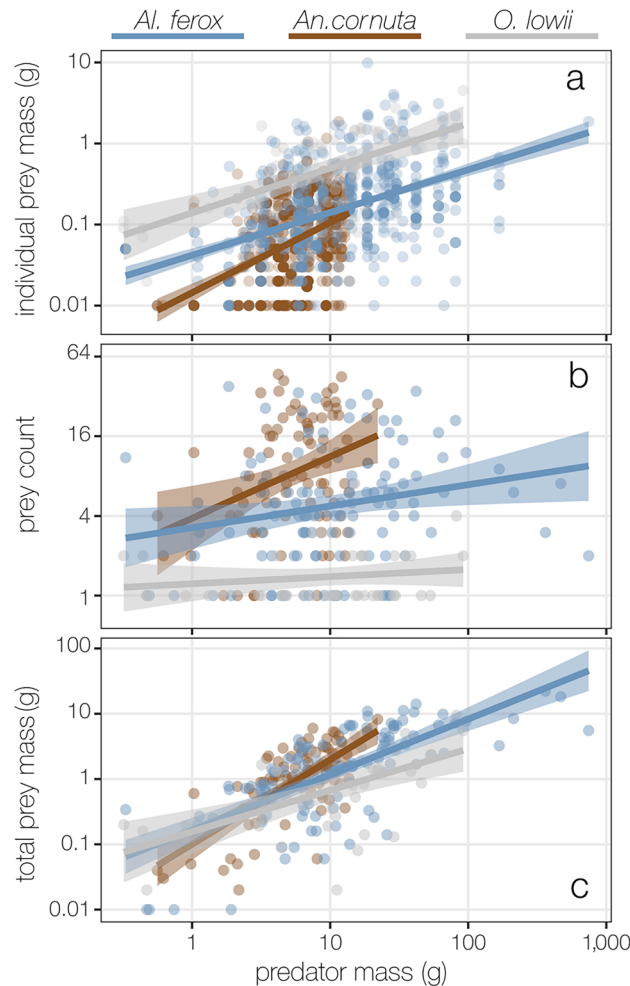 Al. ferox An.cornuta O. lowii
a
individual prey mass (g)
10
1
0.1
0.01
b
prey count
64
16
4
1
c
total prey mass (g)
100
10
1
0.1
0.01
1 10 100 1,000
predator mass (g)